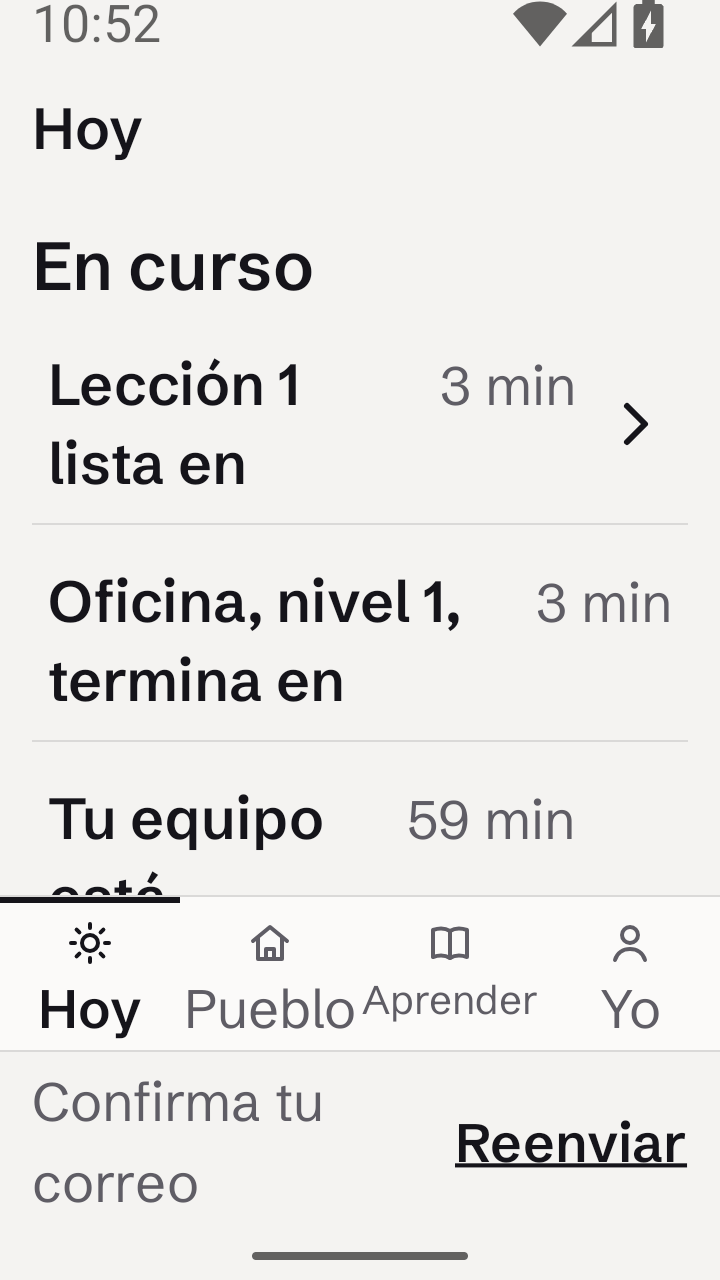 10:52
Hoy
En curso
Lección 1 3 min
lista en
Oficina, nivel 1, 3 min
termina en
Tu equipo 59 min
está
Hoy Pueblo Aprender Yo
Confirma tu
correo
Reenviar